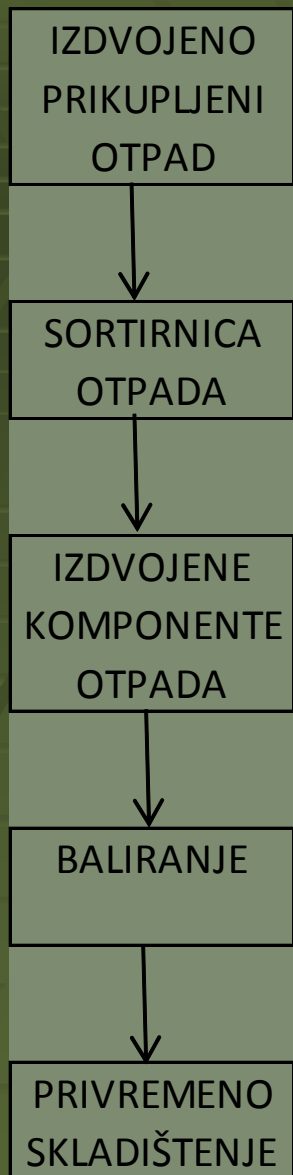 IZDVOJENO
PRIKUPLJENI
OTPAD
SORTIRNICA
OTPADA
IZDVOJENE
KOMPONENTE
OTPADA
BALIRANJE
PRIVREMENO
SKLADIŠTENJE